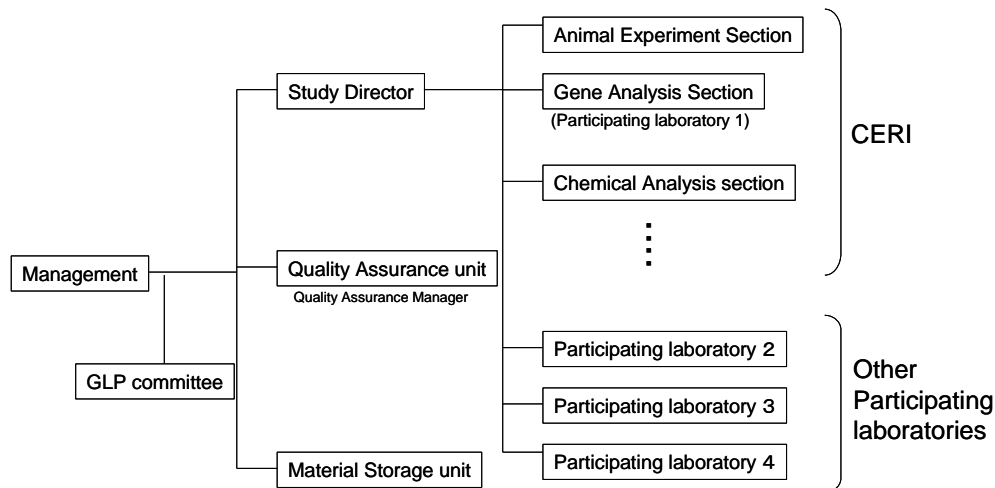 Animal Experiment Section
Study Director
Gene Analysis Section
(Participating laboratory 1)
CERI
Chemical Analysis section
Management
Quality Assurance unit
Quality Assurance Manager
GLP committee
Participating laboratory 2
Participating laboratory 3
Participating laboratory 4
Other
Participating
laboratories
Material Storage unit